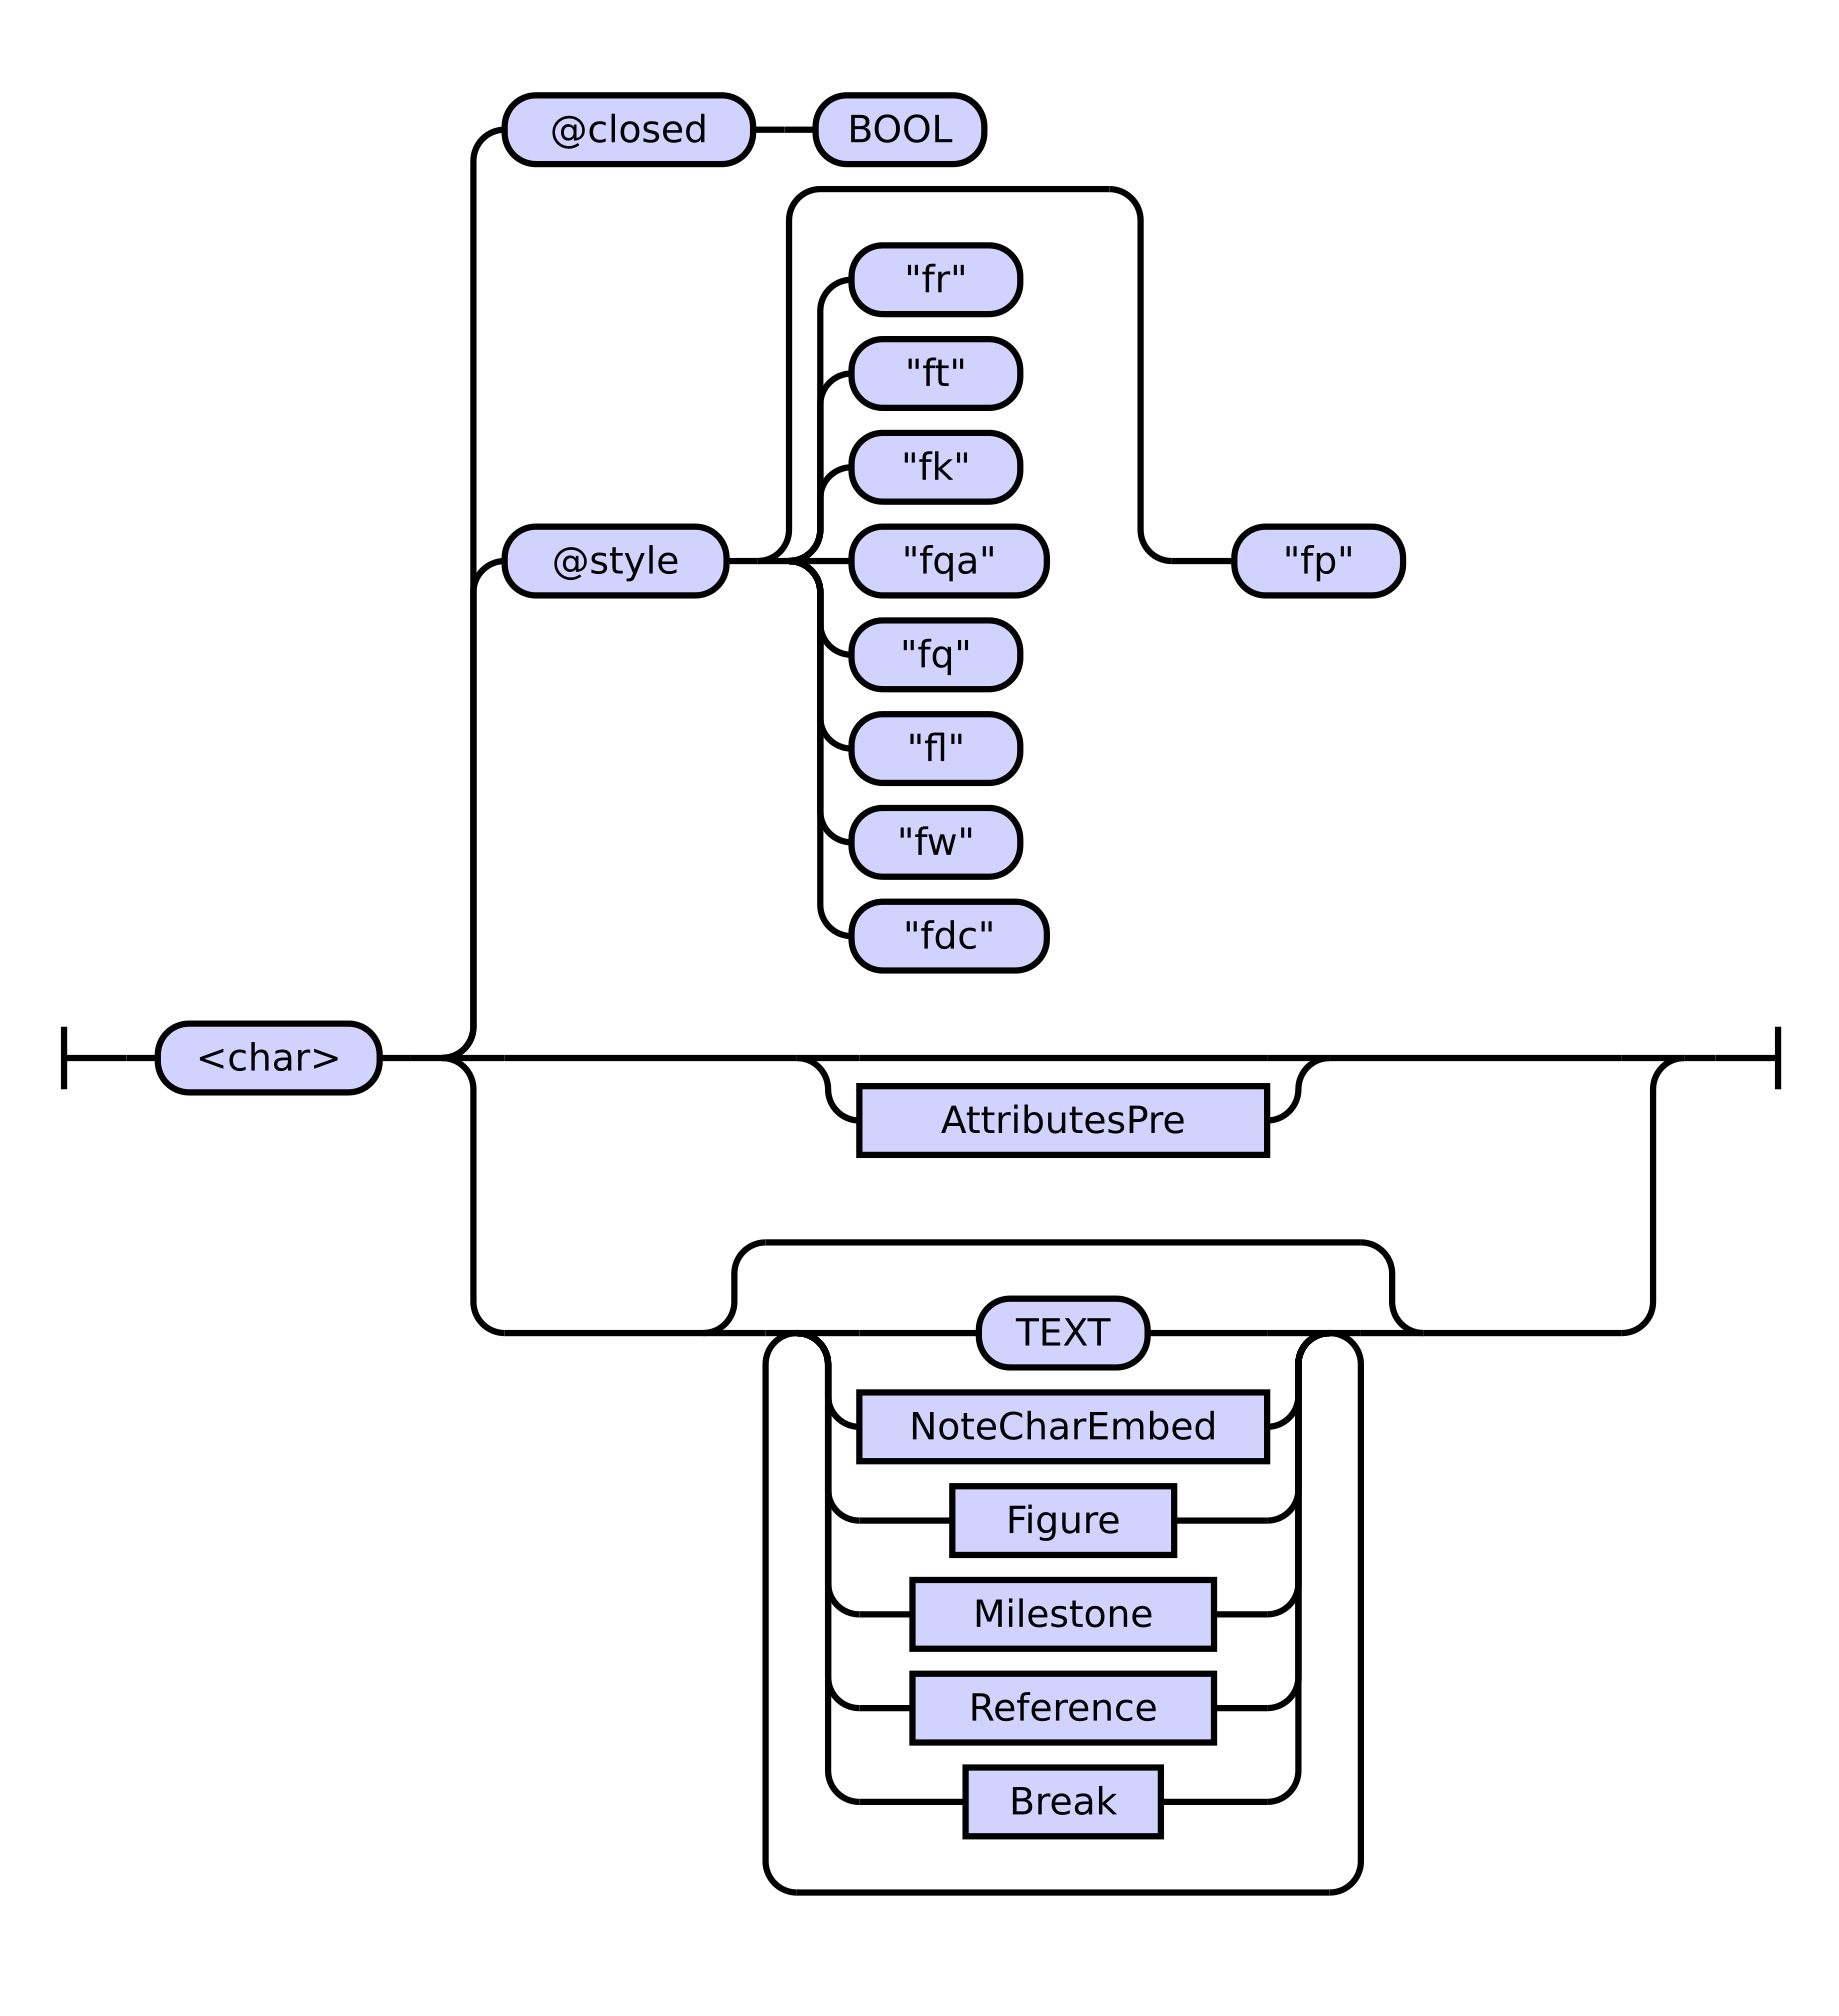 @closed
BOOL
"fr"
"ft"
"fk"
@style
"fqa"
"fp"
"fq"
"fl"
"fw"
"fdc"
<char>
AttributesPre
TEXT
NoteCharEmbed
Figure
Milestone
Reference
Break